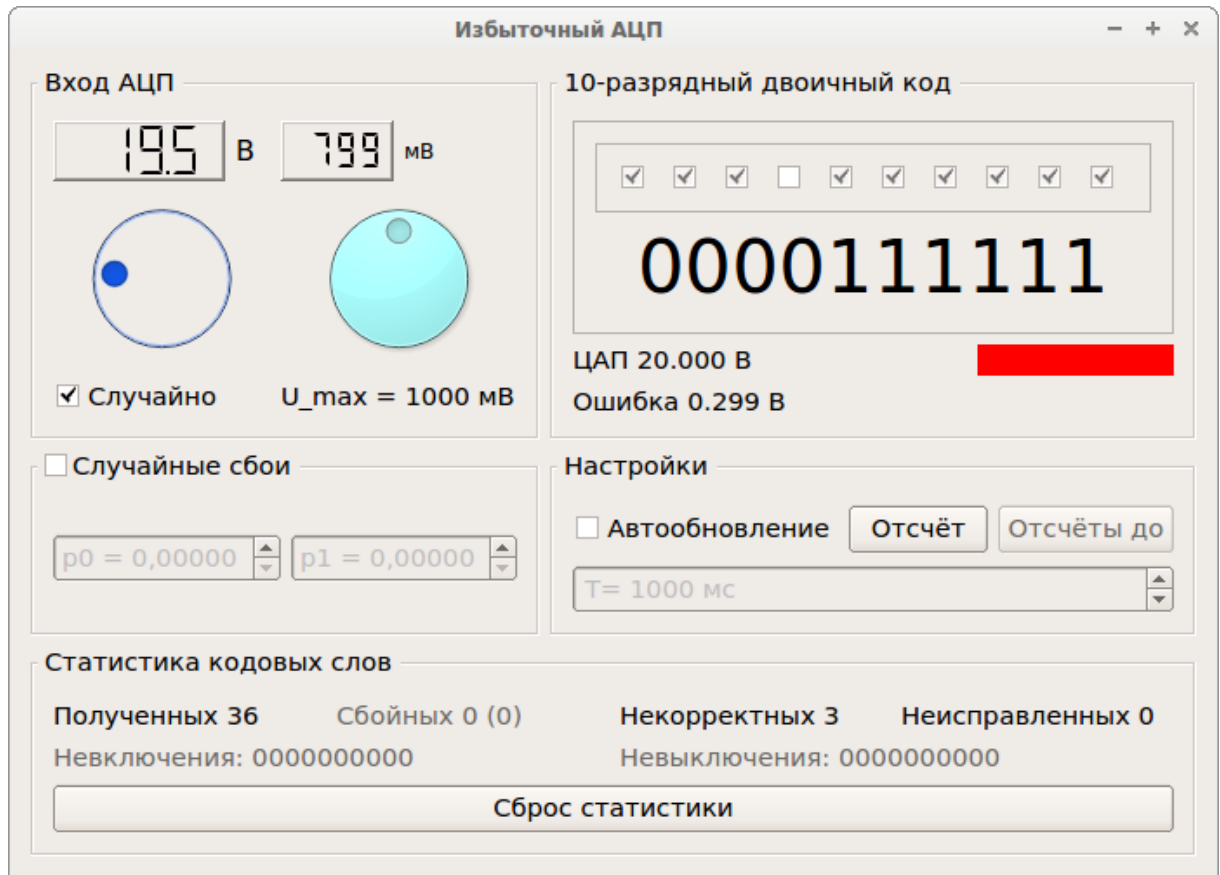 Избыточный АЦП
Вход АЦП
19.5 В 799 мВ
Случайно U_max = 1000 мВ
10-разрядный двоичный код
0000111111
ЦАП 20.000 В
Ошибка 0.299 В
Случайные сбои
p0 = 0,00000 p1 = 0,00000
Настройки
Автообновление Отсчёт Отсчёты до
T= 1000 мс
Статистика кодовых слов
Полученных 36 Сбойных 0 (0) Некорректных 3 Неисправленных 0
Невключения: 0000000000 Невыключения: 0000000000
Сброс статистики